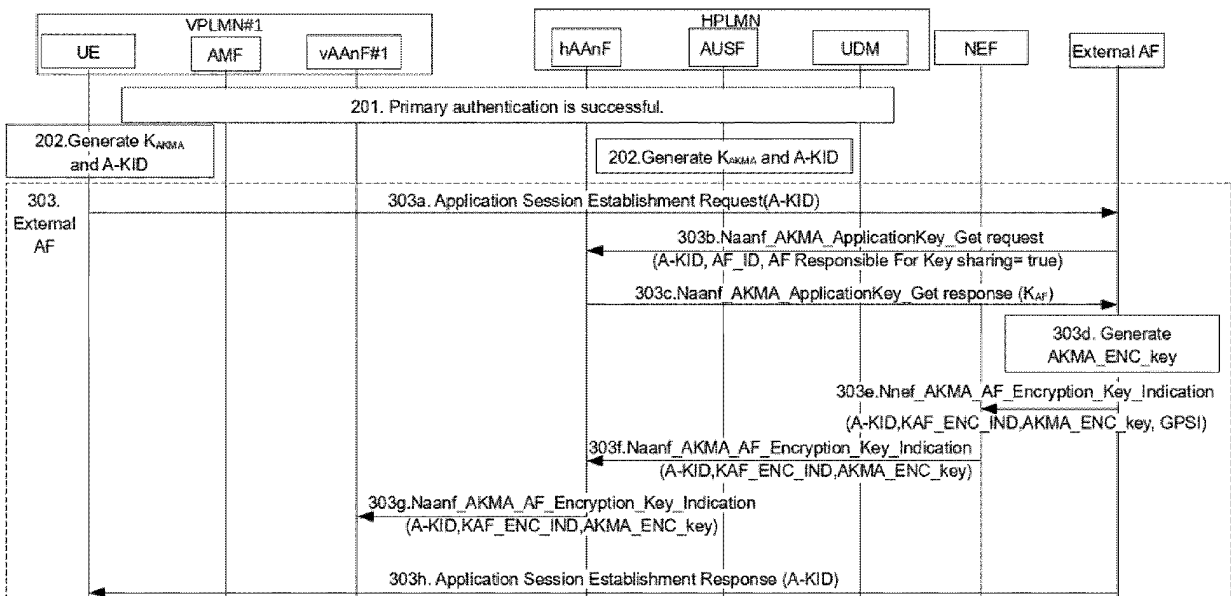 VPLMN#1
HPLMN
UE
AMF
vAAnF#1
hAAnF
AUSF
UDM
NEF
External AF
201. Primary authentication is successful.
202.Generate KAKMA
and A-KID
202.Generate KAKMA and A-KID
303.
External
AF
303a. Application Session Establishment Request(A-KID)
303b.Naanf_AKMA_ApplicationKey_Get request
(A-KID, AF_ID, AF Responsible For Key sharing= true)
303c.Naanf_AKMA_ApplicationKey_Get response (KAF)
303d. Generate
AKMA_ENC_key
303e.Nnef_AKMA_AF_Encryption_Key_Indication
(A-KID,KAF_ENC_IND,AKMA_ENC_key, GPSI)
303f.Naanf_AKMA_AF_Encryption_Key_Indication
(A-KID,KAF_ENC_IND,AKMA_ENC_key)
303g.Naanf_AKMA_AF_Encryption_Key_Indication
(A-KID,KAF_ENC_IND,AKMA_ENC_key)
303h. Application Session Establishment Response (A-KID)